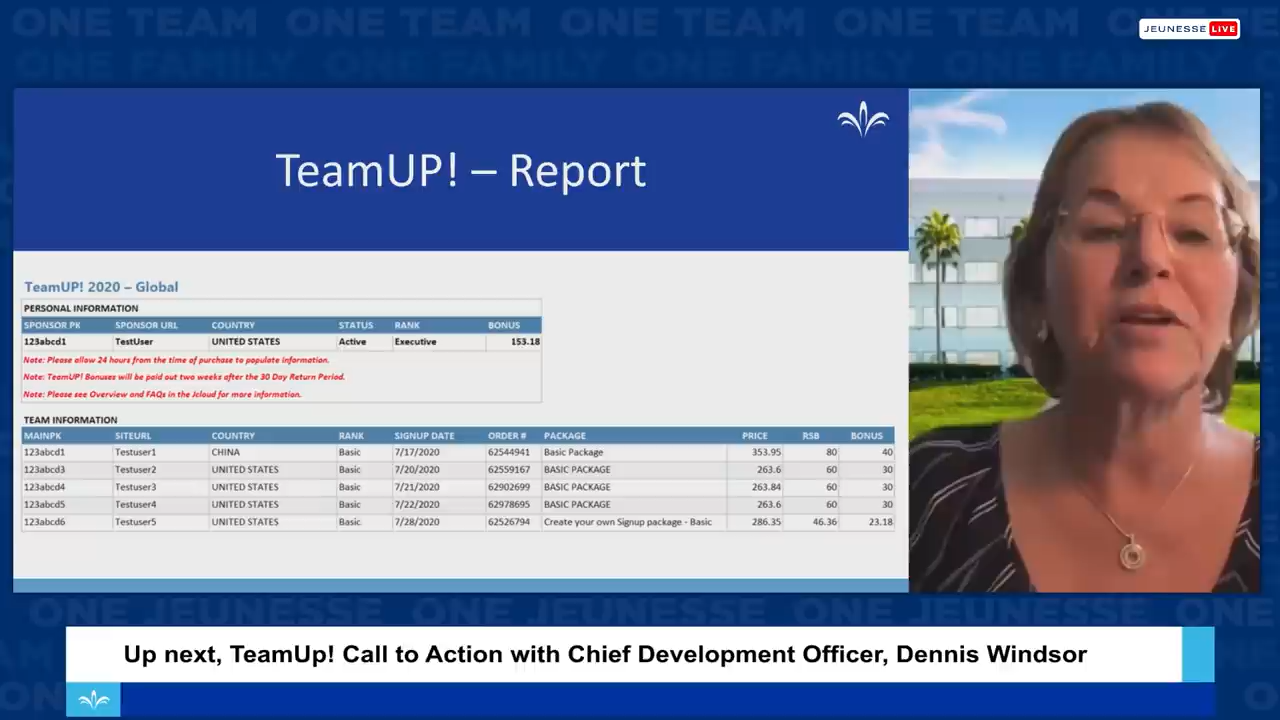 ONE TEAM ONE TEAM ONE TEAM ONE TEAM
JEUNESSE LIVE
ONE FAMILY ONE FAMILY ONE FAMILY
TeamUP! – Report
TeamUP! 2020 – Global
PERSONAL INFORMATION
SPONSOR PK SPONSOR URL COUNTRY STATUS RANK BONUS
123abcd1 TestUser UNITED STATES Active Executive 153.18
Note: Please allow 24 hours from the time of purchase to populate information.
Note: TeamUP! Bonuses will be paid out two weeks after the 30 Day Return Period.
Note: Please see Overview and FAQs in the Jcloud for more information.
TEAM INFORMATION
MAINPK SITEURL COUNTRY RANK SIGNUP DATE ORDER # PACKAGE PRICE RSB BONUS
123abcd1 Testuser1 CHINA Basic 7/17/2020 62544941 Basic Package 353.95 80 40
123abcd3 Testuser2 UNITED STATES Basic 7/20/2020 62559167 BASIC PACKAGE 263.6 60 30
123abcd4 Testuser3 UNITED STATES Basic 7/21/2020 62902699 BASIC PACKAGE 263.84 60 30
123abcd5 Testuser4 UNITED STATES Basic 7/22/2020 62978695 BASIC PACKAGE 263.6 60 30
123abcd6 Testuser5 UNITED STATES Basic 7/28/2020 62526794 Create your own Signup package - Basic 286.35 46.36 23.18
ONE JEUNESSE ONE JEUNESSE ONE JEUNESSE ONE
Up next, TeamUp! Call to Action with Chief Development Officer, Dennis Windsor